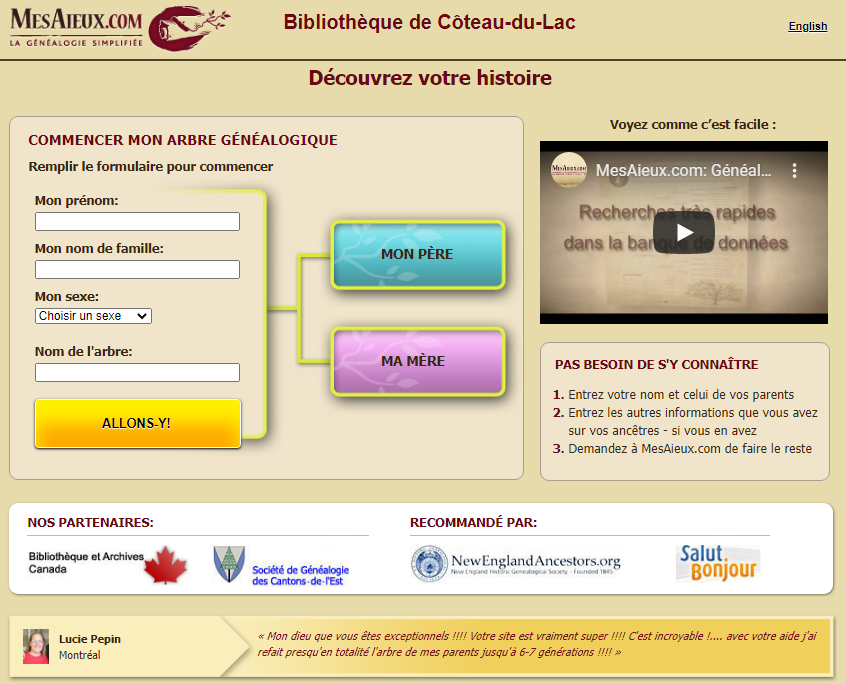 MESAIEUX.COM
LA GÉNÉALOGIE SIMPLIFIÉE
Bibliothèque de Côteau-du-Lac
English
Découvrez votre histoire
COMMENCER MON ARBRE GÉNÉALOGIQUE
Remplir le formulaire pour commencer
Mon prénom:
Mon nom de famille:
Mon sexe:
Choisir un sexe
Nom de l'arbre:
ALLONS-Y!
MON PÈRE
MA MÈRE
Voyez comme c'est facile :
MesAieux.com: Généal...
Recherches très rapides
dans la banque de données
PAS BESOIN DE S'Y CONNAÎTRE
1. Entrez votre nom et celui de vos parents
2. Entrez les autres informations que vous avez
sur vos ancêtres - si vous en avez
3. Demandez à MesAieux.com de faire le reste
NOS PARTENAIRES:
Bibliothèque et Archives
Canada
Société de Généalogie
des Cantons-de-l'Est
RECOMMANDÉ PAR:
NewEnglandAncestors.org
New England Historic Genealogical Society - Founded 1845
Salut
Bonjour
Lucie Pepin
Montréal
« Mon dieu que vous êtes exceptionnels !!!! Votre site est vraiment super !!!! C'est incroyable !.... avec votre aide j'ai
refait presqu'en totalité l'arbre de mes parents jusqu'à 6-7 générations !!!! »